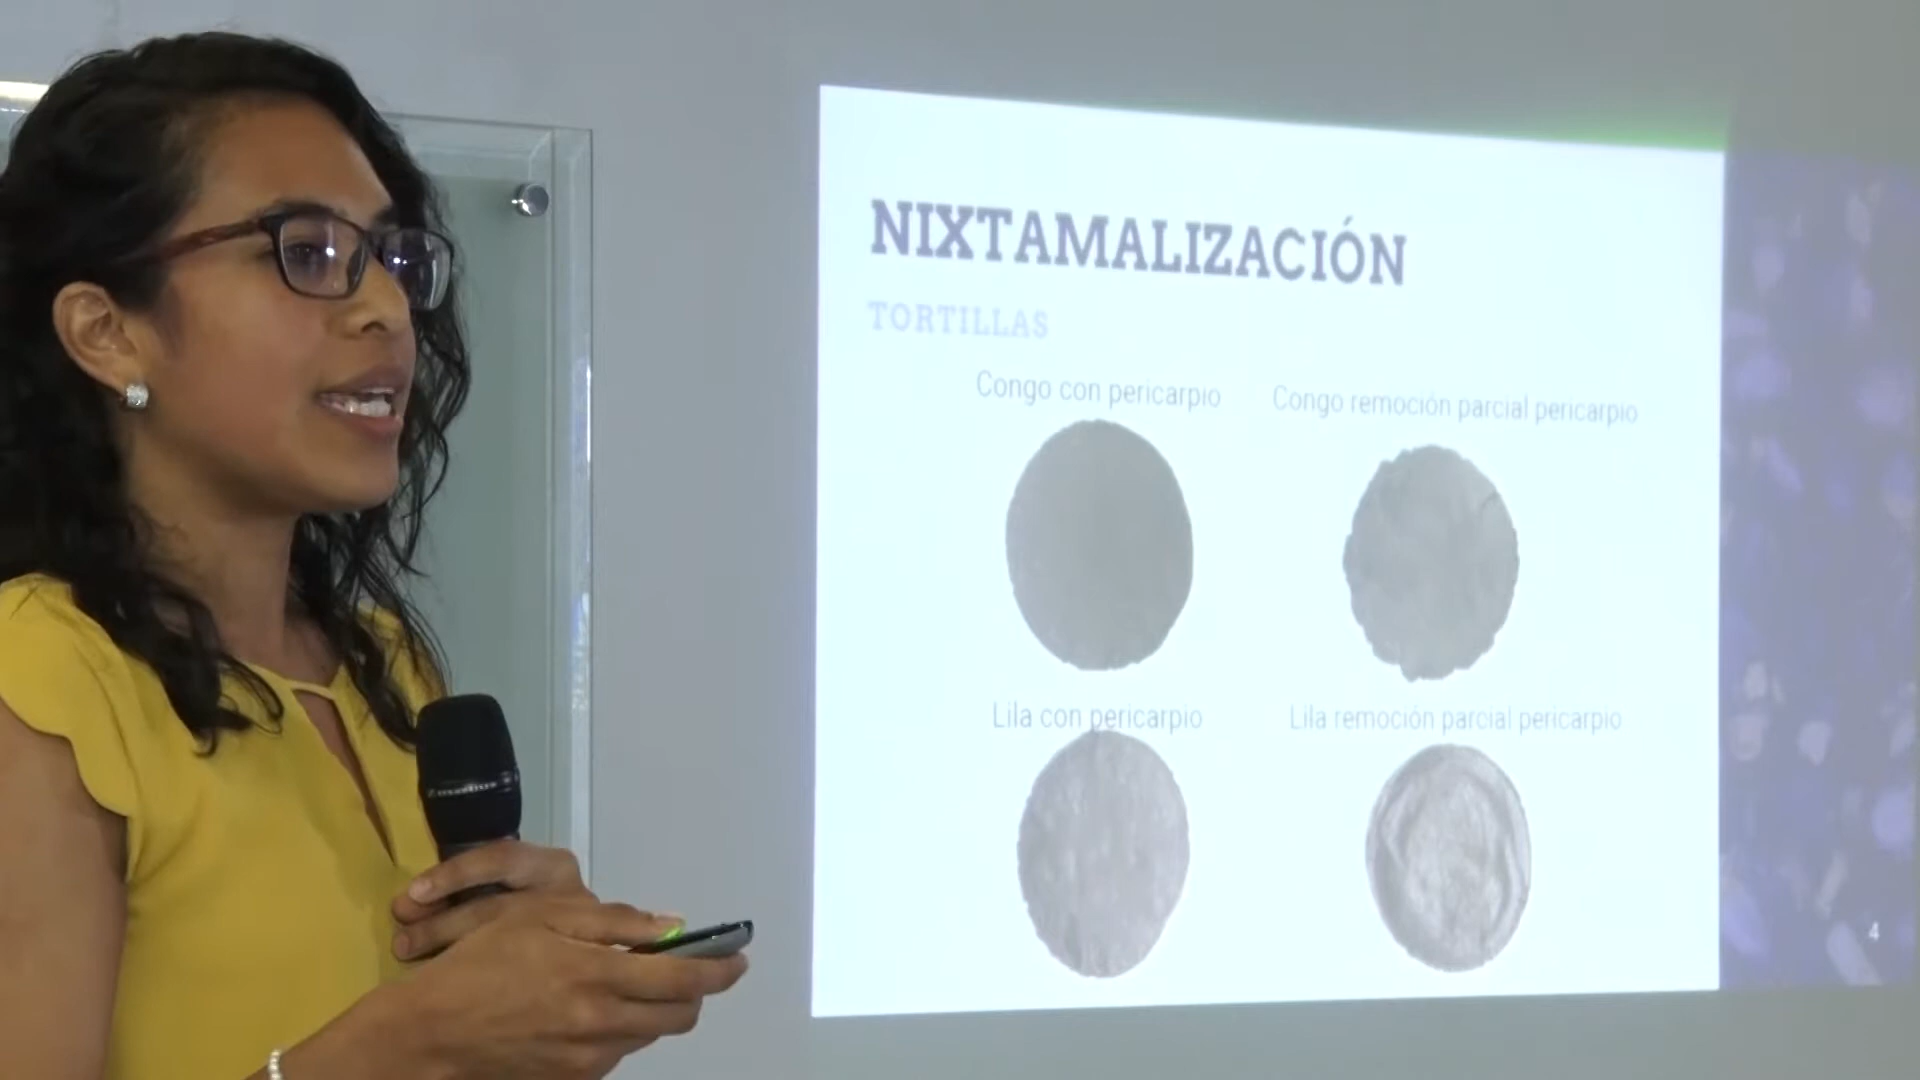 NIXTAMALIZACIÓN
TORTILLAS
Congo con pericarpio
Congo remoción parcial pericarpio
Lila con pericarpio
Lila remoción parcial pericarpio
4